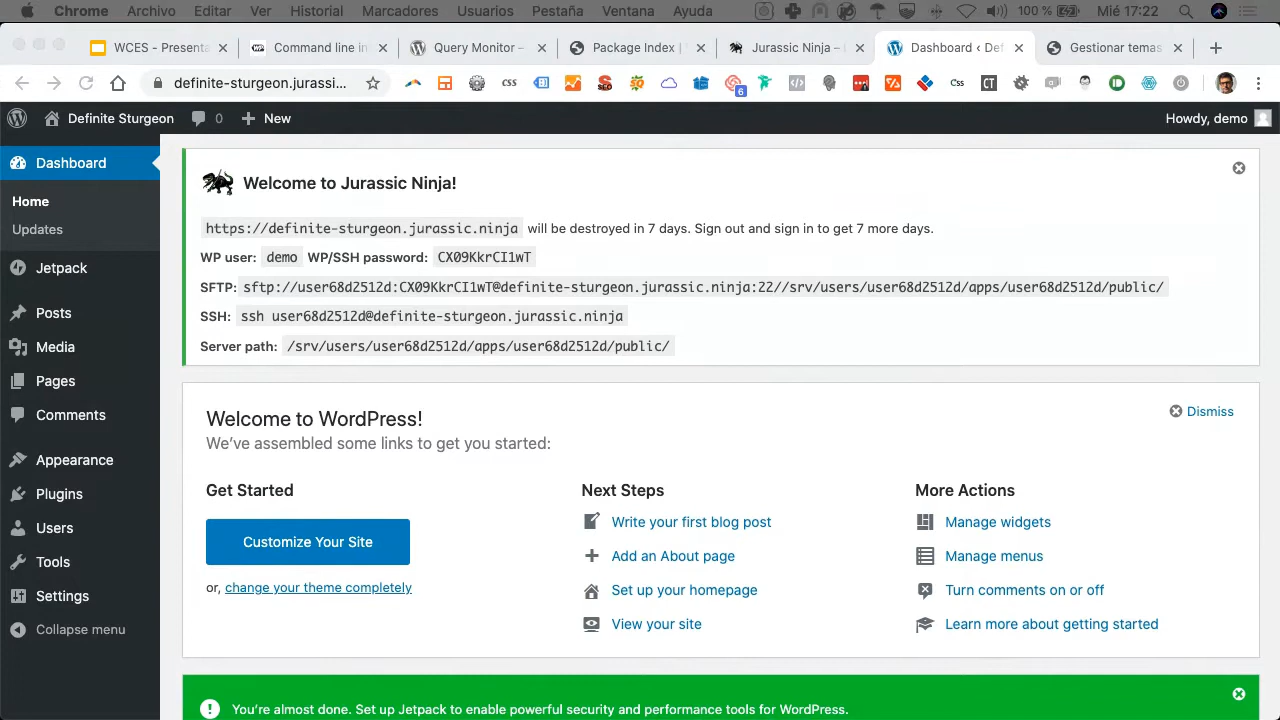 Chrome Archivo Editar Ver Historial Marcadores Usuarios Pestaña Ventana Ayuda 100 % Mié 17:22
WCES - Presenta Command line in Query Monitor – Package Index | Jurassic Ninja – Dashboard ‹ Def Gestionar temas
definite-sturgeon.jurassi... css SEO 6 Css CT
Definite Sturgeon 0 New Howdy, demo
Dashboard
Home
Updates
Jetpack
Posts
Media
Pages
Comments
Appearance
Plugins
Users
Tools
Settings
Collapse menu
Welcome to Jurassic Ninja!
https://definite-sturgeon.jurassic.ninja will be destroyed in 7 days. Sign out and sign in to get 7 more days.
WP user: demo WP/SSH password: CX09KkrCI1wT
SFTP: sftp://user68d2512d:CX09KkrCI1wT@definite-sturgeon.jurassic.ninja:22//srv/users/user68d2512d/apps/user68d2512d/public/
SSH: ssh user68d2512d@definite-sturgeon.jurassic.ninja
Server path: /srv/users/user68d2512d/apps/user68d2512d/public/
Welcome to WordPress!
Dismiss
We've assembled some links to get you started:
Get Started
Customize Your Site
or, change your theme completely
Next Steps
Write your first blog post
Add an About page
Set up your homepage
View your site
More Actions
Manage widgets
Manage menus
Turn comments on or off
Learn more about getting started
You're almost done. Set up Jetpack to enable powerful security and performance tools for WordPress.